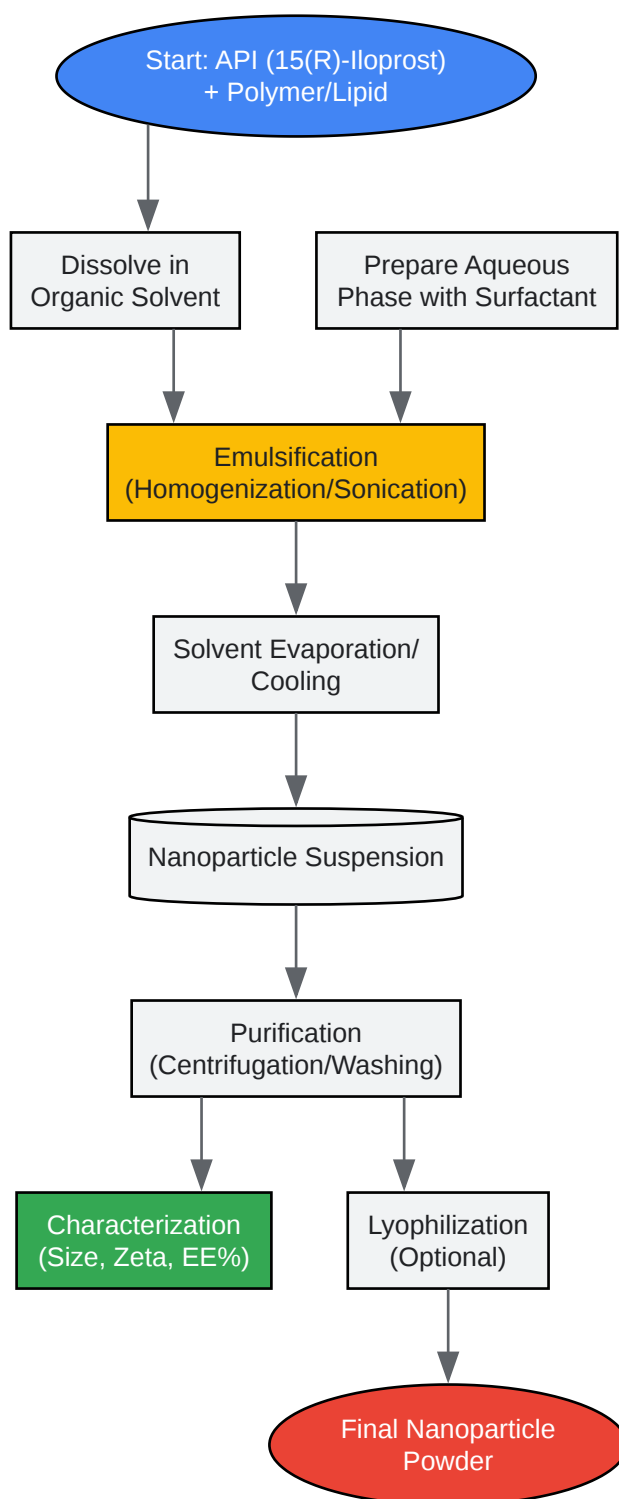 Start: API (15(R)-Iloprost)
+ Polymer/Lipid
Dissolve in
Organic Solvent
Prepare Aqueous
Phase with Surfactant
Emulsification
(Homogenization/Sonication)
Solvent Evaporation/
Cooling
Nanoparticle Suspension
Purification
(Centrifugation/Washing)
Characterization
(Size, Zeta, EE%)
Lyophilization
(Optional)
Final Nanoparticle
Powder